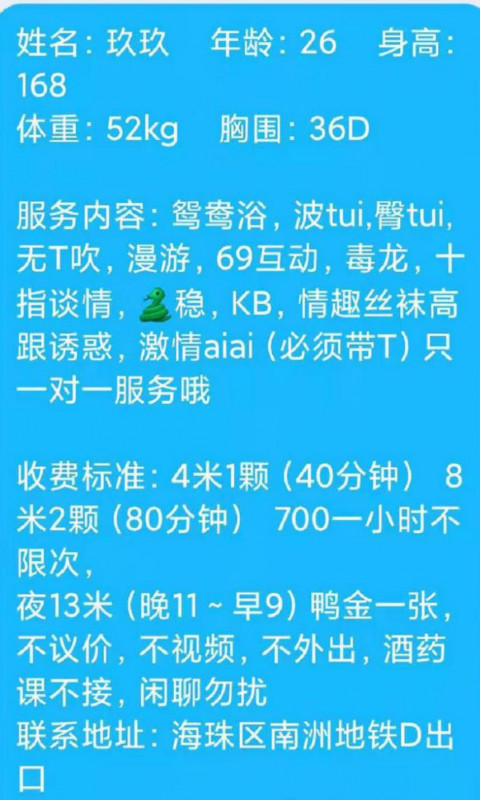 姓名：玖玖 年龄：26 身高：
168
体重：52kg 胸围：36D
服务内容：鸳鸯浴，波tui,臀tui,
无T吹，漫游，69互动，毒龙，十
指谈情，🐍稳，KB，情趣丝袜高
跟诱惑，激情aiai（必须带T）只
一对一服务哦
收费标准：4米1颗（40分钟） 8
米2颗（80分钟） 700一小时不
限次，
夜13米（晚11～早9）鸭金一张，
不议价，不视频，不外出，酒药
课不接，闲聊勿扰
联系地址：海珠区南洲地铁D出
口